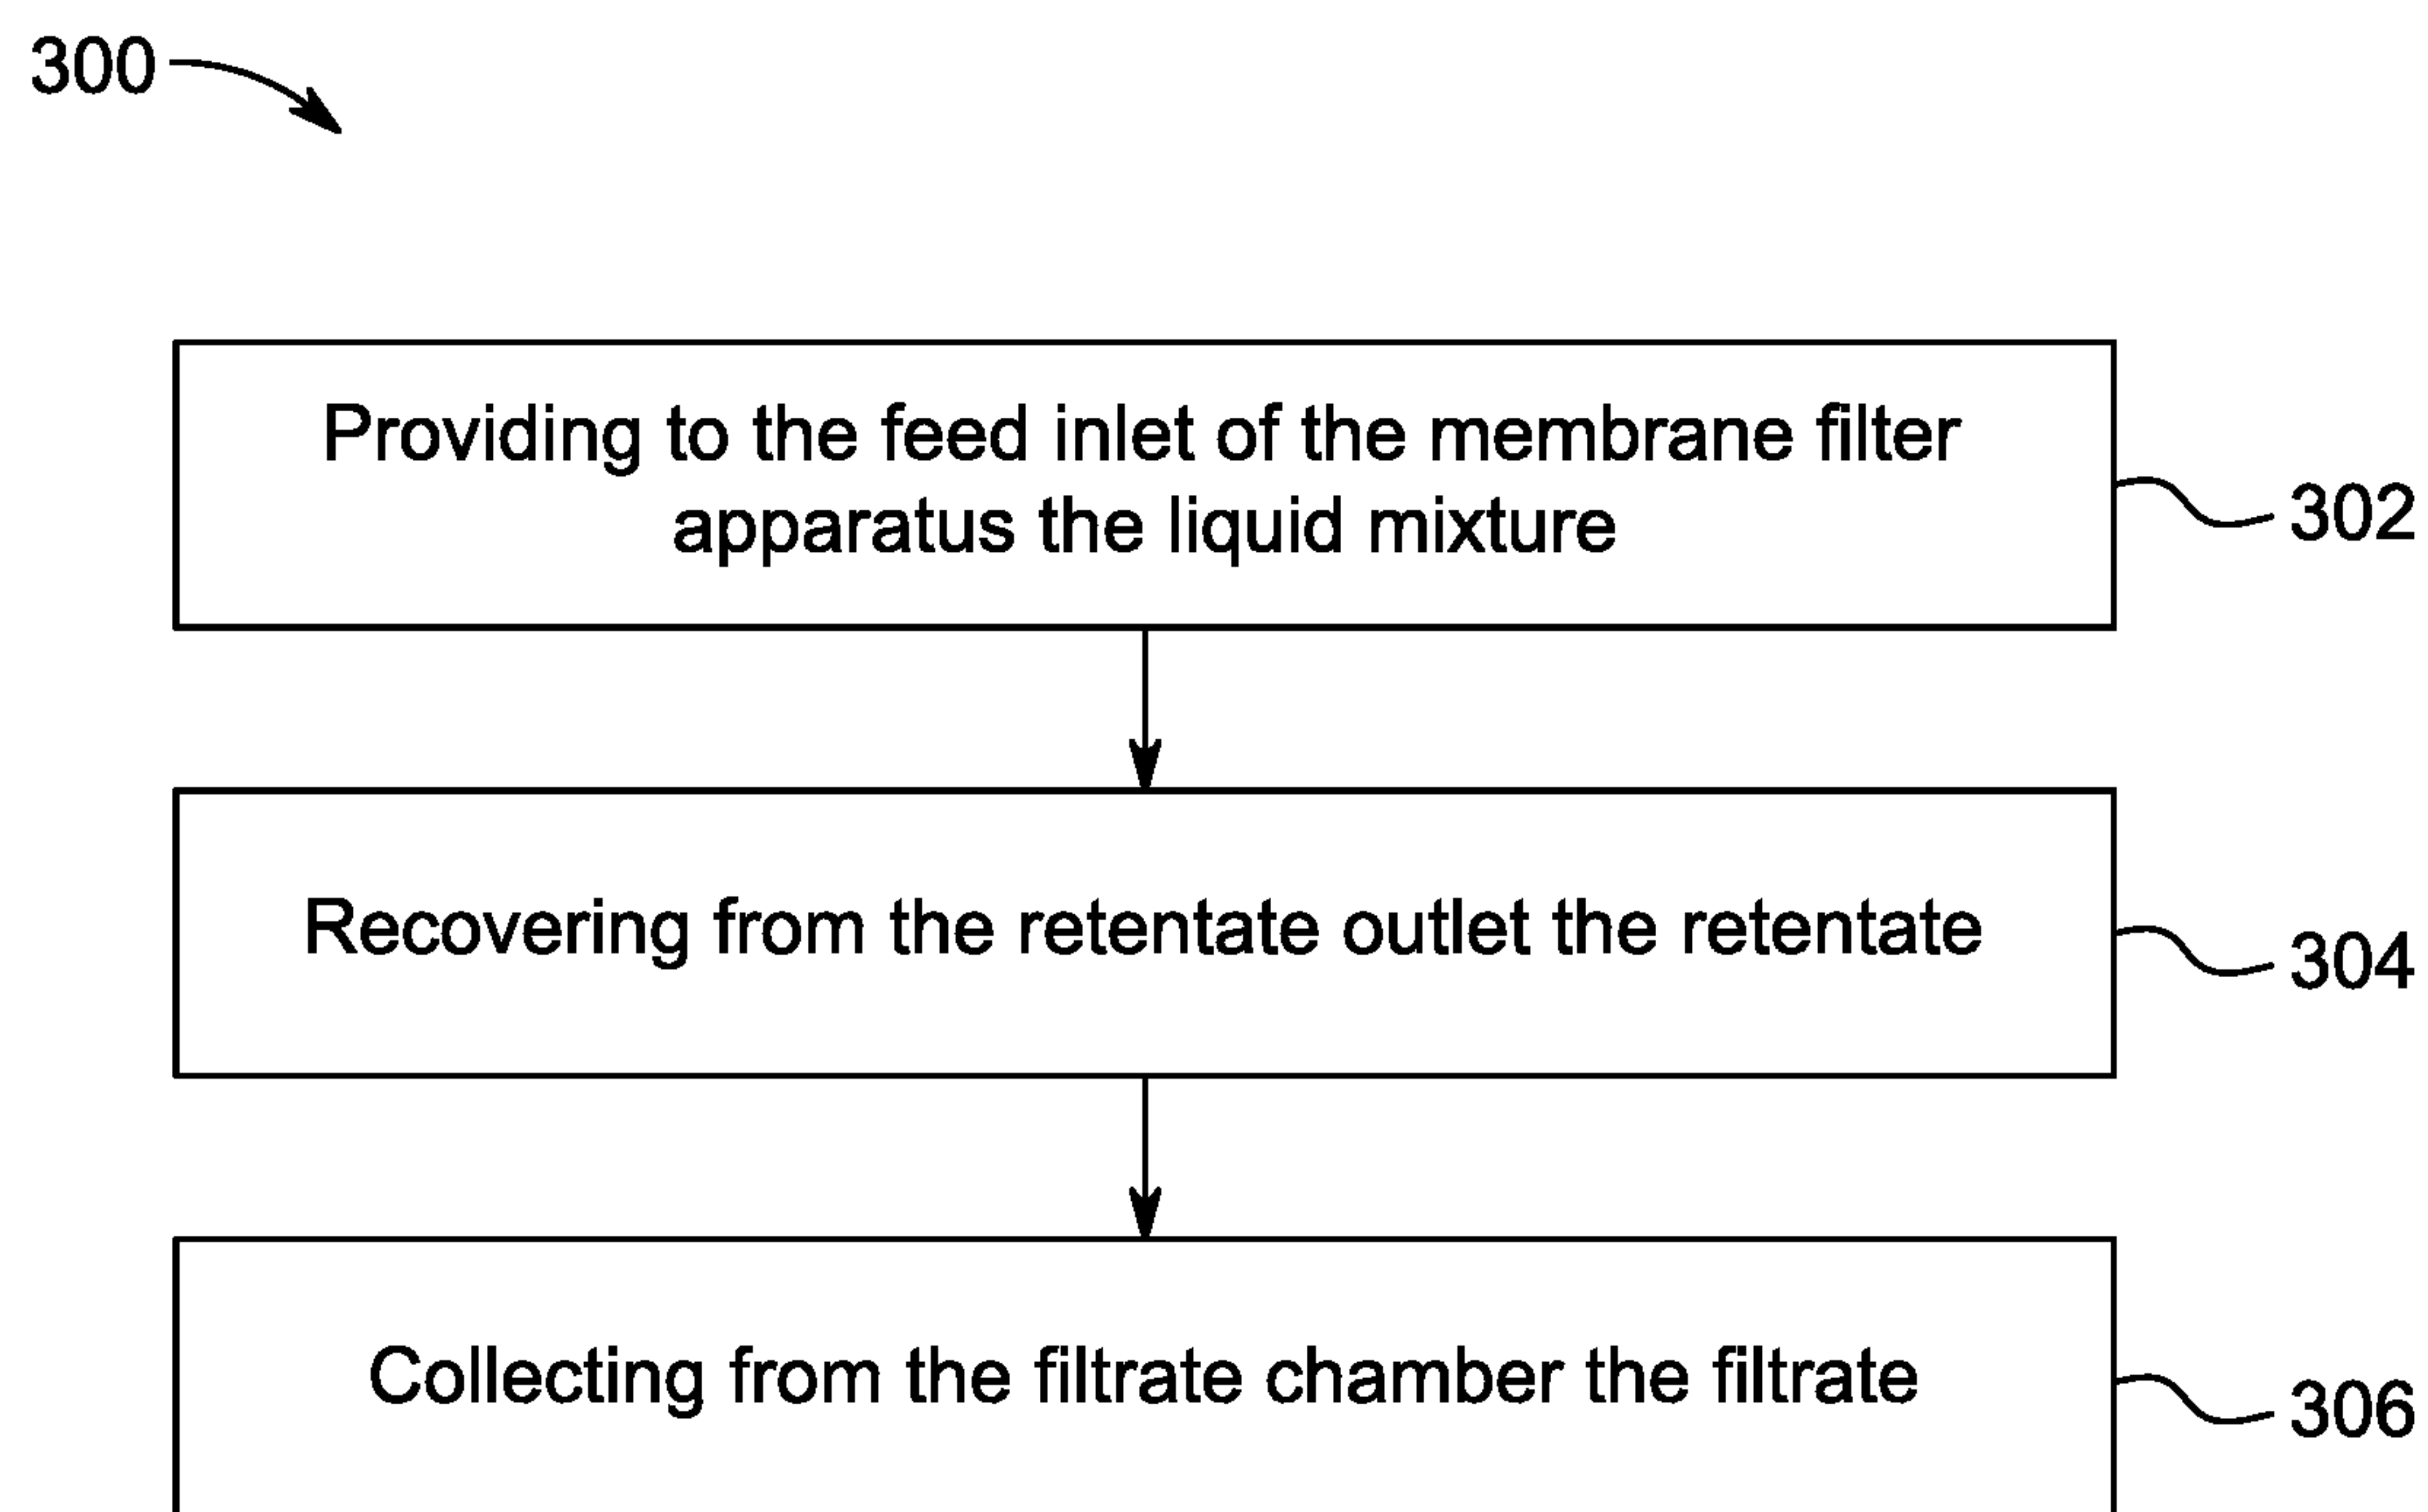 300
Providing to the feed inlet of the membrane filter
apparatus the liquid mixture
302
Recovering from the retentate outlet the retentate
304
Collecting from the filtrate chamber the filtrate
306